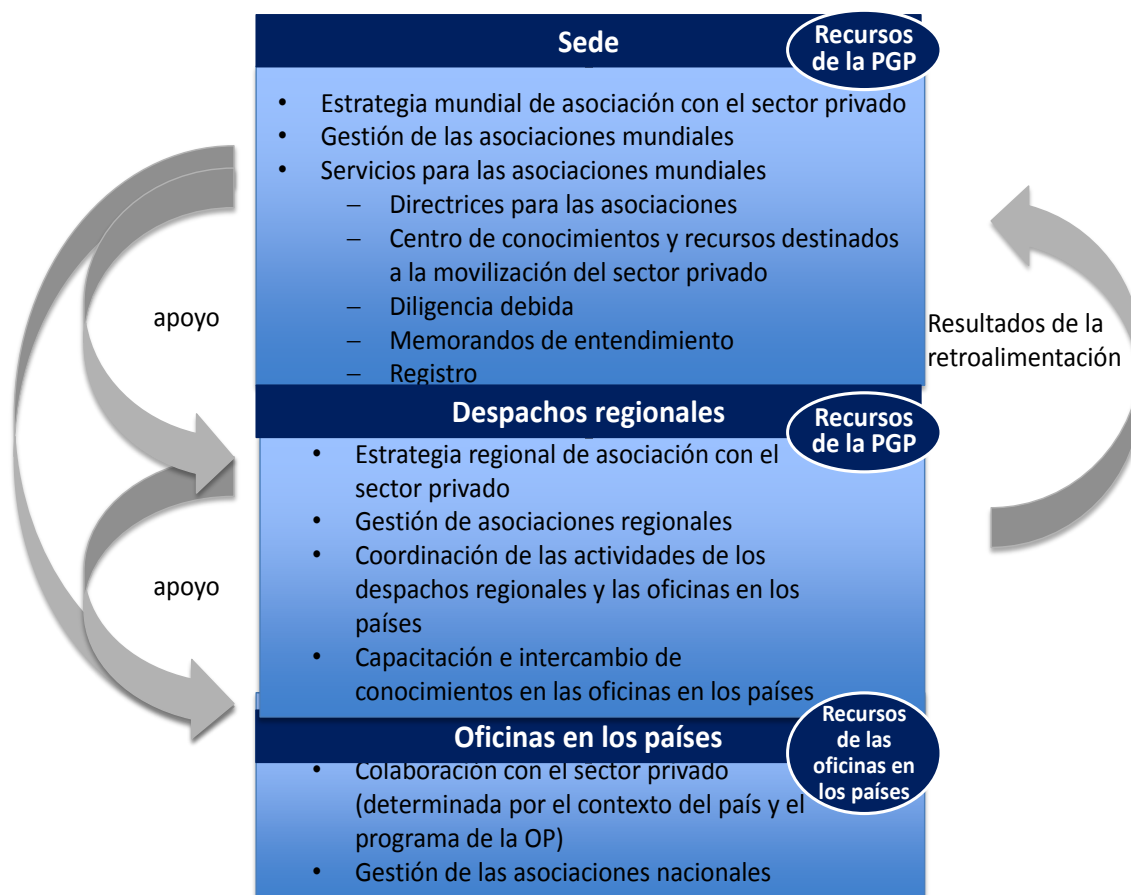 Sede
Recursos
de la PGP
• Estrategia mundial de asociación con el sector privado
• Gestión de las asociaciones mundiales
• Servicios para las asociaciones mundiales
– Directrices para las asociaciones
– Centro de conocimientos y recursos destinados
a la movilización del sector privado
– Diligencia debida
– Memorandos de entendimiento
– Registro
apoyo
Resultados de la
retroalimentación
Despachos regionales
Recursos
de la PGP
• Estrategia regional de asociación con el
sector privado
• Gestión de asociaciones regionales
• Coordinación de las actividades de los
despachos regionales y las oficinas en los
países
• Capacitación e intercambio de
conocimientos en las oficinas en los países
apoyo
Oficinas en los países
Recursos
de las
oficinas en
los países
• Colaboración con el sector privado
(determinada por el contexto del país y el
programa de la OP)
• Gestión de las asociaciones nacionales